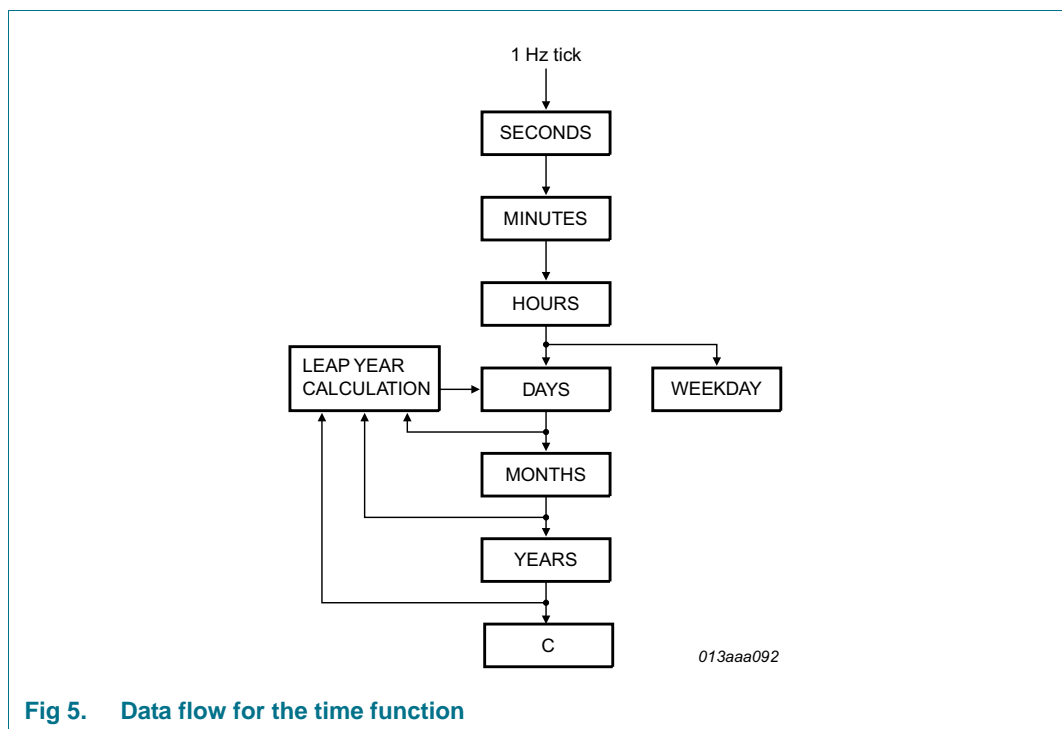 1 Hz tick
SECONDS
MINUTES
HOURS
LEAP YEAR
CALCULATION
DAYS
WEEKDAY
MONTHS
YEARS
C
013aaa092
Fig 5. Data flow for the time function